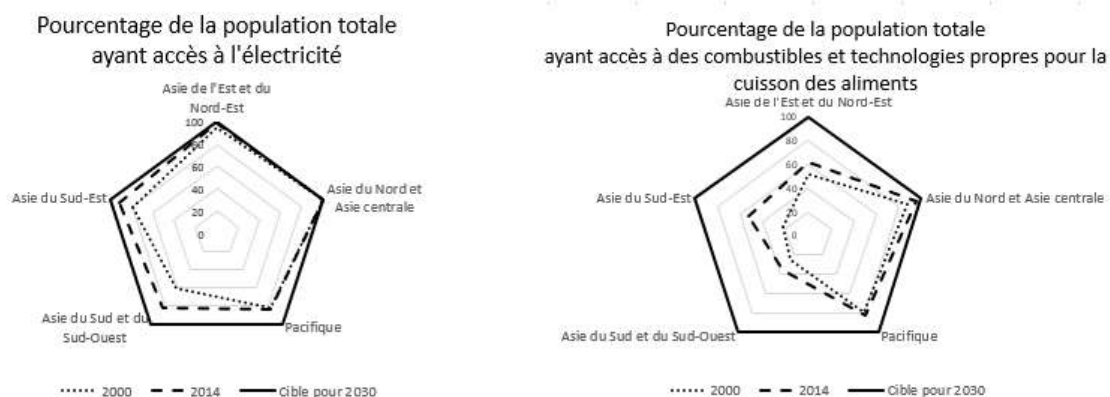 Pourcentage de la population totale
ayant accès à l'électricité
Asie de l'Est et du
Nord-Est
100
80
60
40
20
0
Asie du Sud-Est
Asie du Nord et
Asie centrale
Asie du Sud et du
Sud-Ouest
Pacifique
2000
2014
Cible pour 2030
Pourcentage de la population totale
ayant accès à des combustibles et technologies propres pour la
cuisson des aliments
Asie de l'Est et du Nord-Est
100
80
60
40
20
0
Asie du Sud-Est
Asie du Nord et Asie centrale
Asie du Sud et du Sud-Ouest
Pacifique
2000
2014
Cible pour 2030